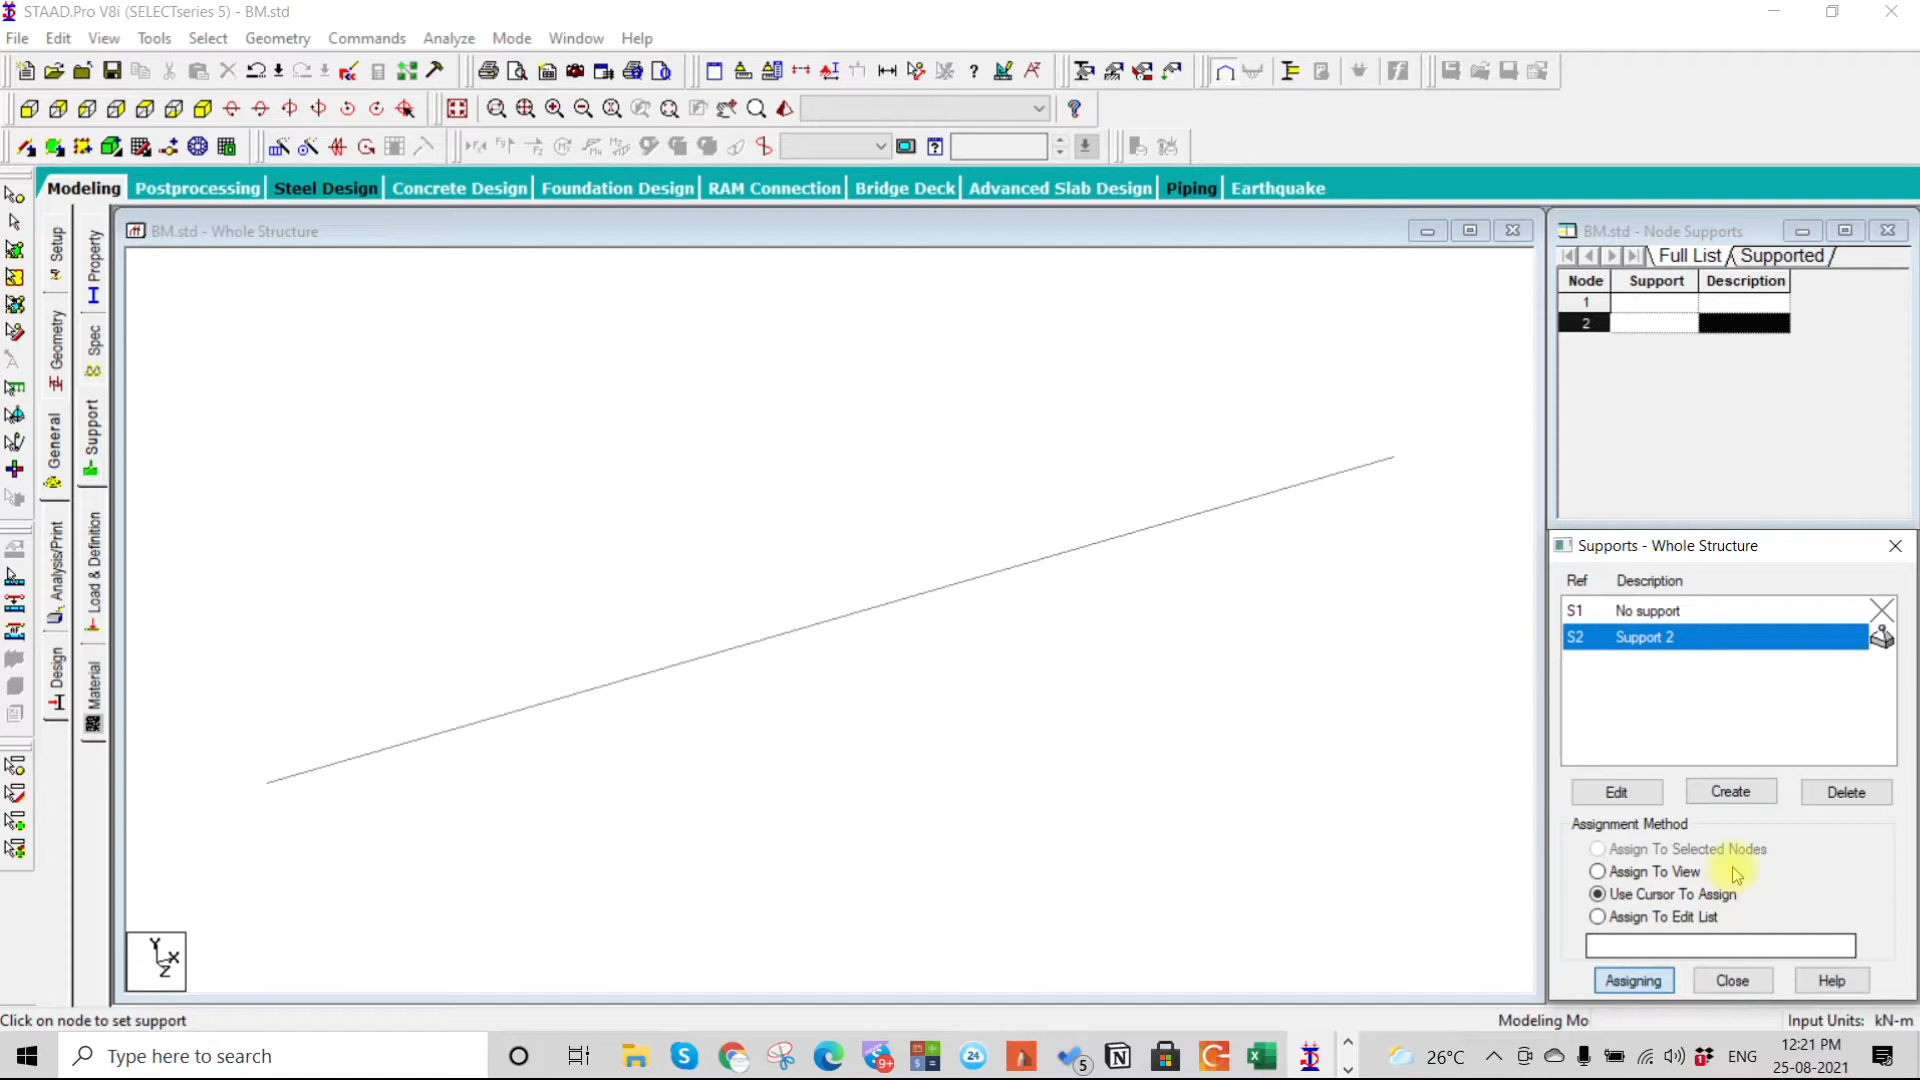 STAAD.Pro V8i (SELECTseries 5) - BM.std
File Edit View Tools Select Geometry Commands Analyze Mode Window Help
Modeling Postprocessing Steel Design Concrete Design Foundation Design RAM Connection Bridge Deck Advanced Slab Design Piping Earthquake
Setup
Geometry
General
Analysis/Print
Design
Property
Spec
Support
Load & Definition
Material
BM.std - Whole Structure
Y
X
Z
BM.std - Node Supports
Full List Supported
Node Support Description
1
2
Supports - Whole Structure
Ref Description
S1 No support
S2 Support 2
Edit Create Delete
Assignment Method
Assign To Selected Nodes
Assign To View
Use Cursor To Assign
Assign To Edit List
Assigning Close Help
Click on node to set support
Modeling Mo
Input Units: kN-m
Type here to search
24
9+
5
26°C
ENG
12:21 PM
25-08-2021